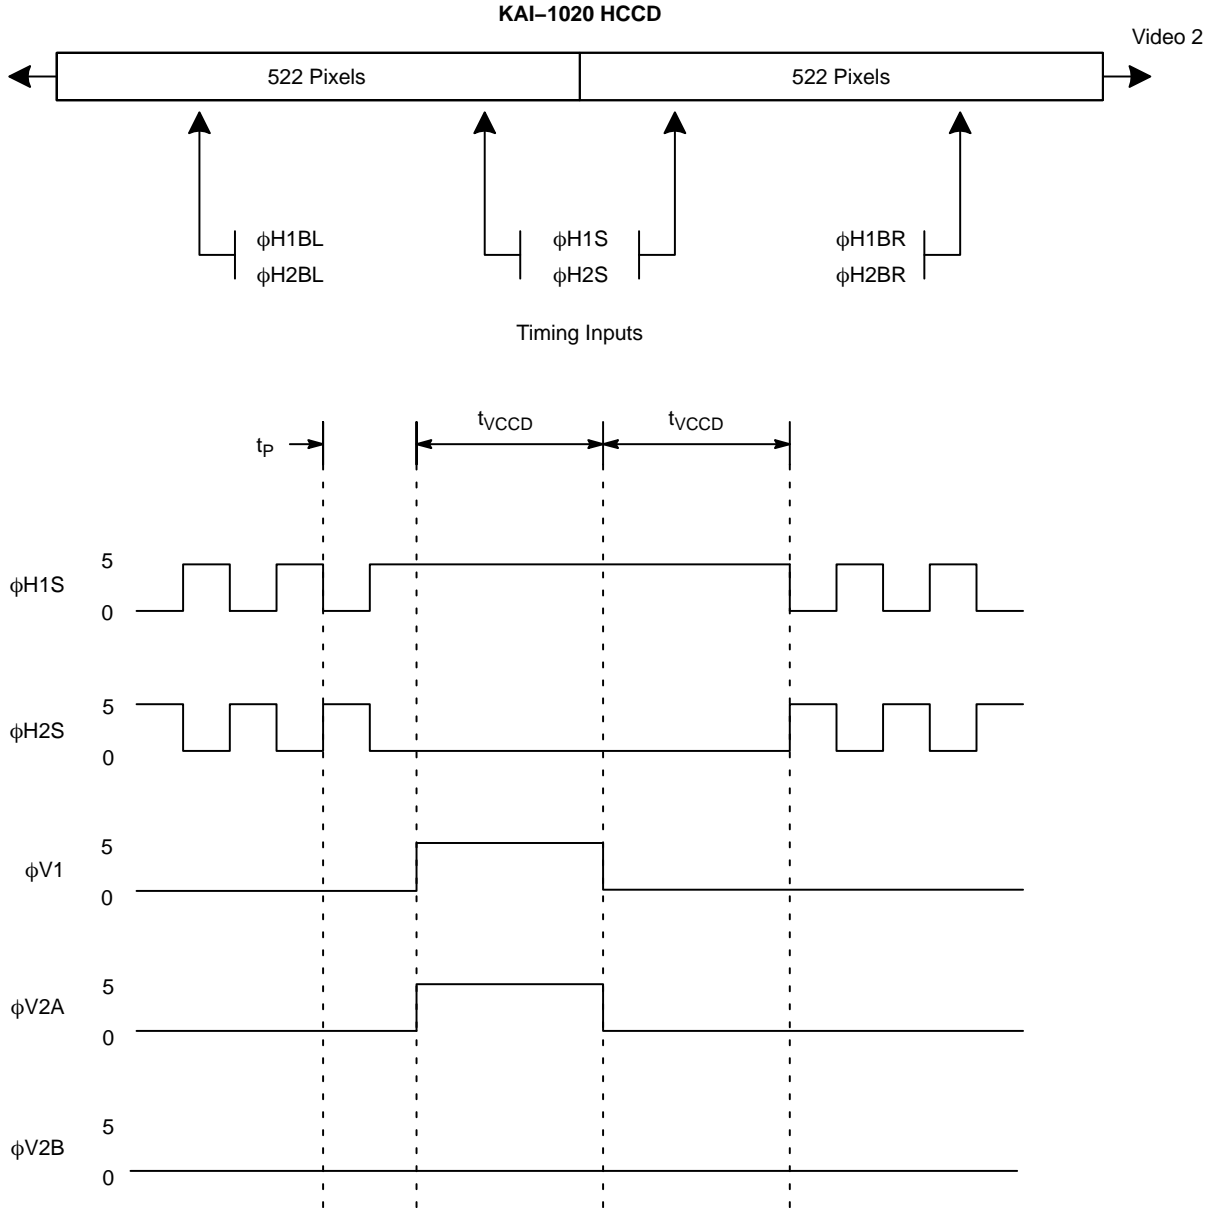 KAI–1020 HCCD
Video 2
522 Pixels 522 Pixels
ϕH1BL ϕH1S ϕH1BR
ϕH2BL ϕH2S ϕH2BR
Timing Inputs
tVCCD tVCCD
tP
5
ϕH1S
0
5
ϕH2S
0
5
ϕV1
0
5
ϕV2A
0
5
ϕV2B
0